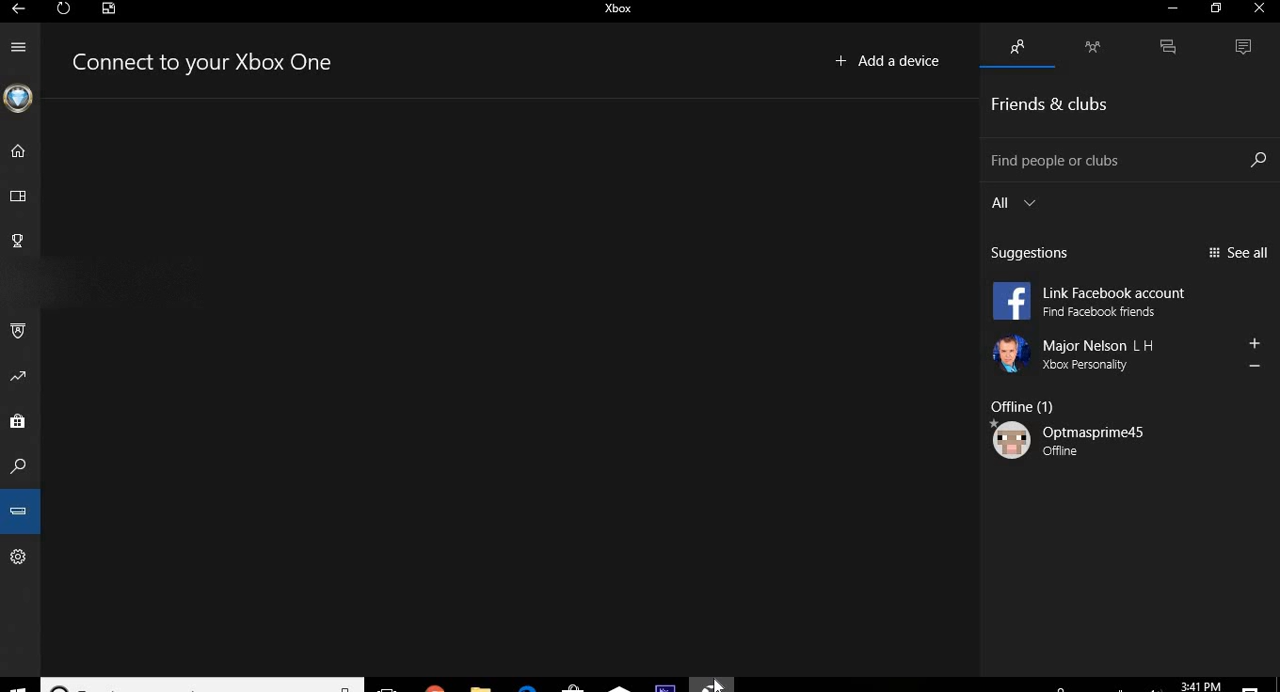 Xbox
Connect to your Xbox One
+ Add a device
Friends & clubs
Find people or clubs
All
Suggestions
See all
Link Facebook account
Find Facebook friends
Major Nelson L H
Xbox Personality
Offline (1)
Optmasprime45
Offline
3:41 PM